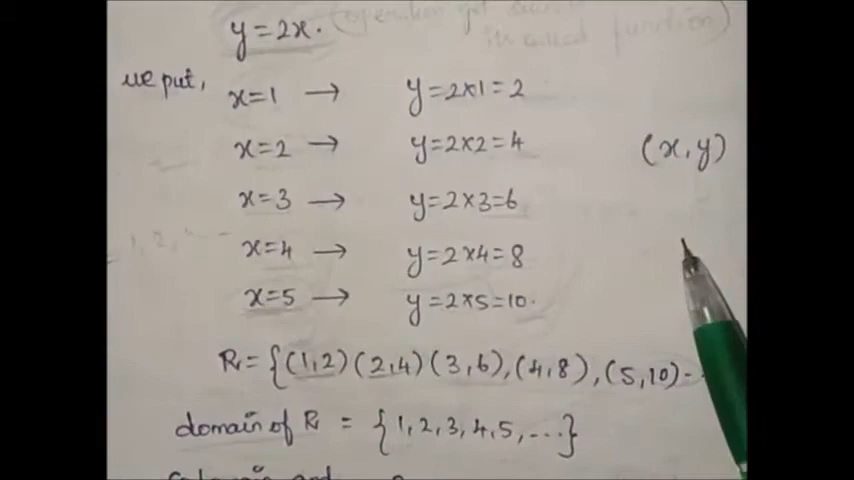 y=2x.
we put,
x=1 → y=2×1=2
x=2 → y=2×2=4 (x,y)
x=3 → y=2×3=6
x=4 → y=2×4=8
x=5 → y=2×5=10.
R={(1,2)(2,4)(3,6),(4,8),(5,10)..
domain of R = {1,2,3,4,5,...}